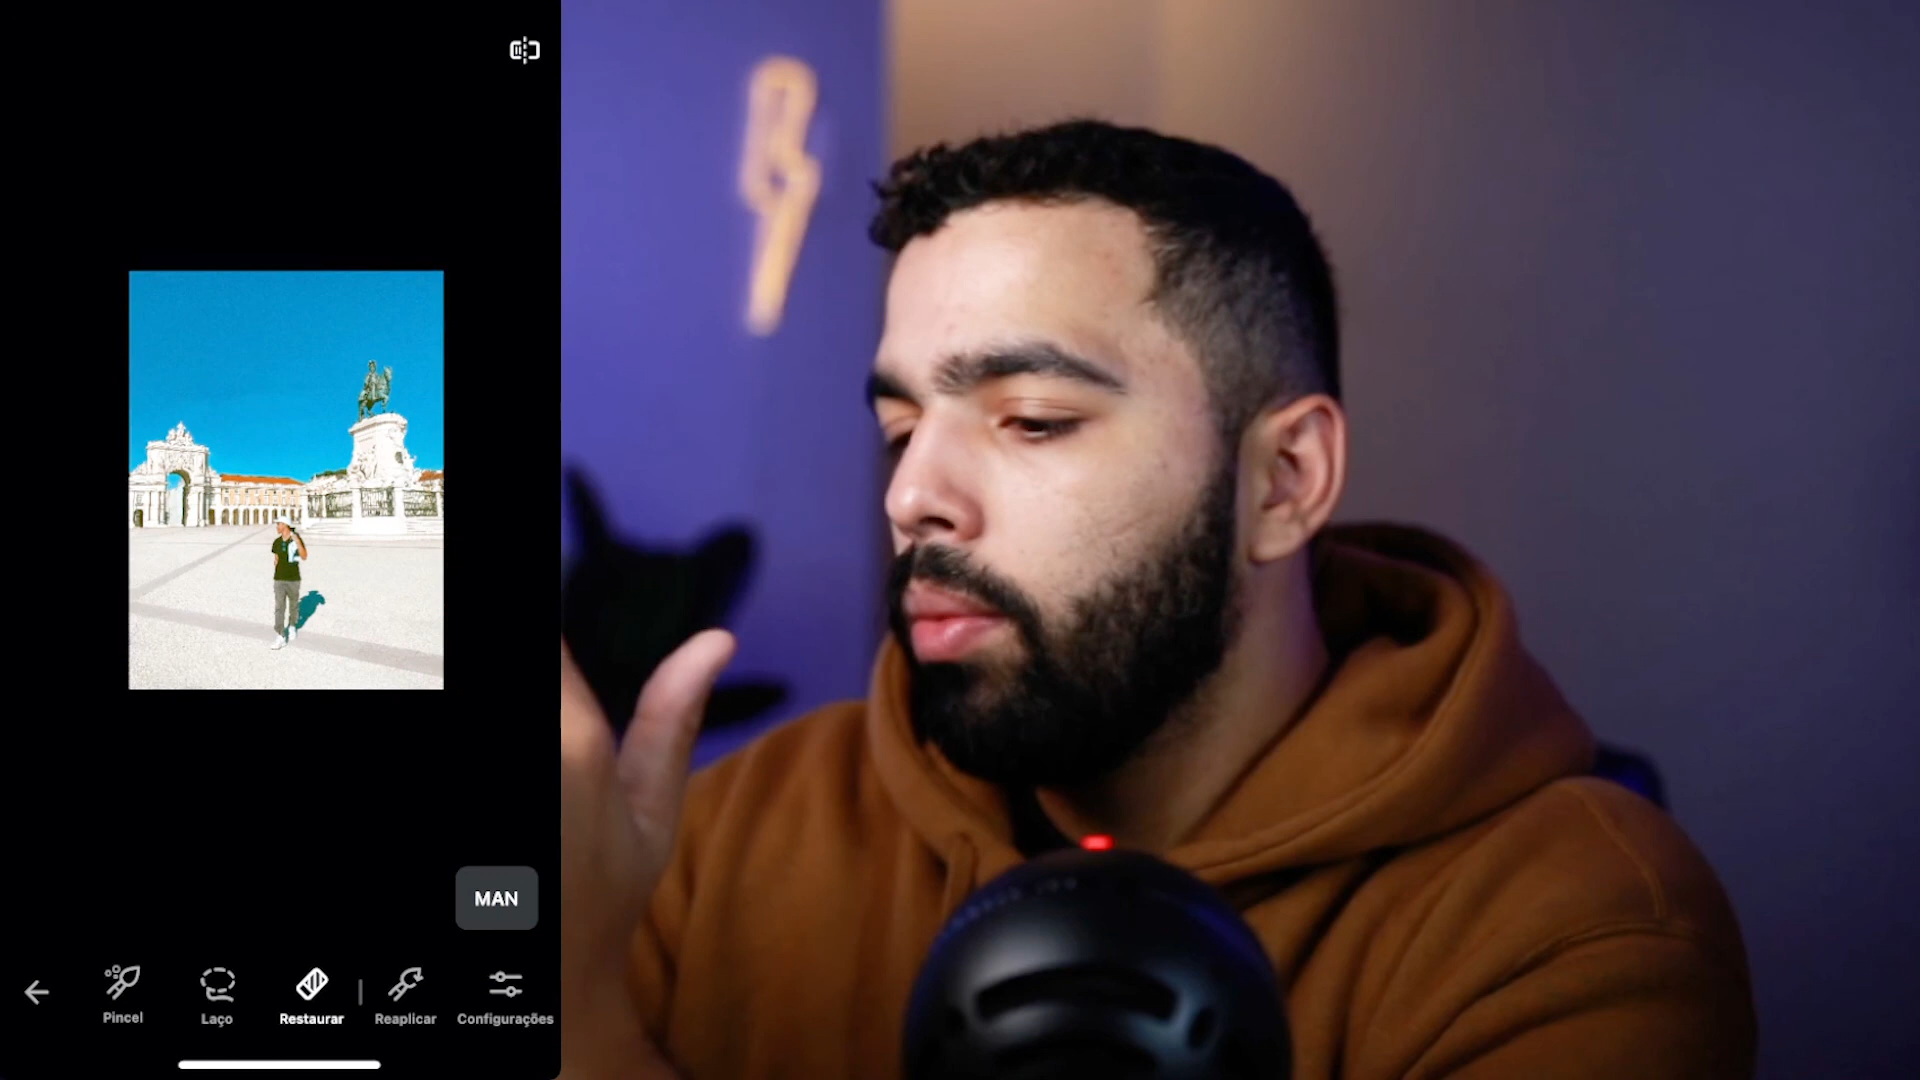 MAN
Pincel
Laço
Restaurar
Reaplicar
Configurações